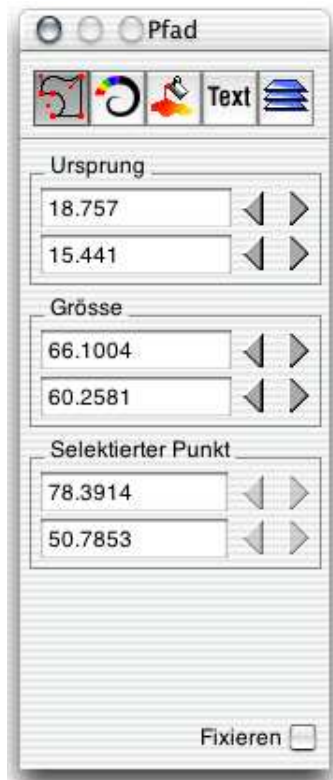 Pfad
Text
Ursprung
18.757
15.441
Grösse
66.1004
60.2581
Selektierter Punkt
78.3914
50.7853
Fixieren